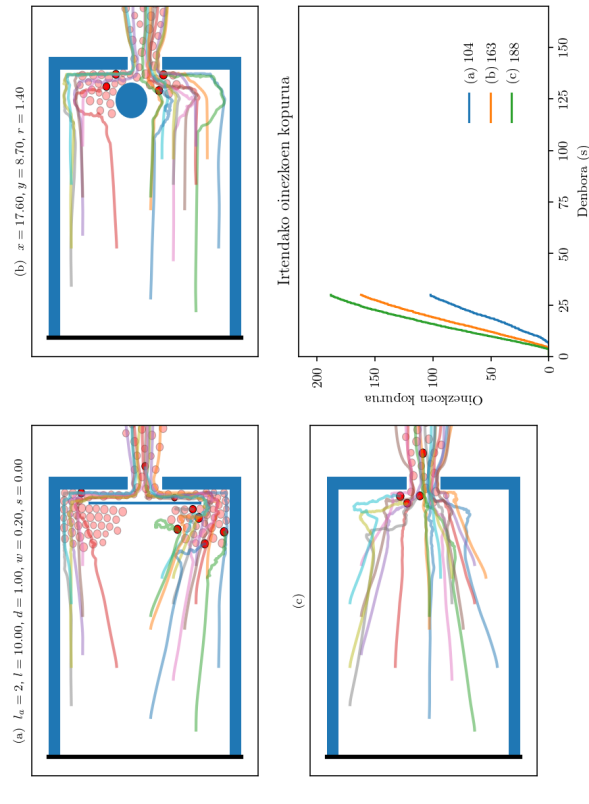 (a) l_a = 2, l = 10.00, d = 1.00, w = 0.20, s = 0.00
(b) x = 17.60, y = 8.70, r = 1.40
(c)
Irtendako oinezkoen kopurua
Oinezkoen kopurua
200
150
100
50
0
(a) 104
(b) 163
(c) 188
0 25 50 75 100 125 150
Denbora (s)